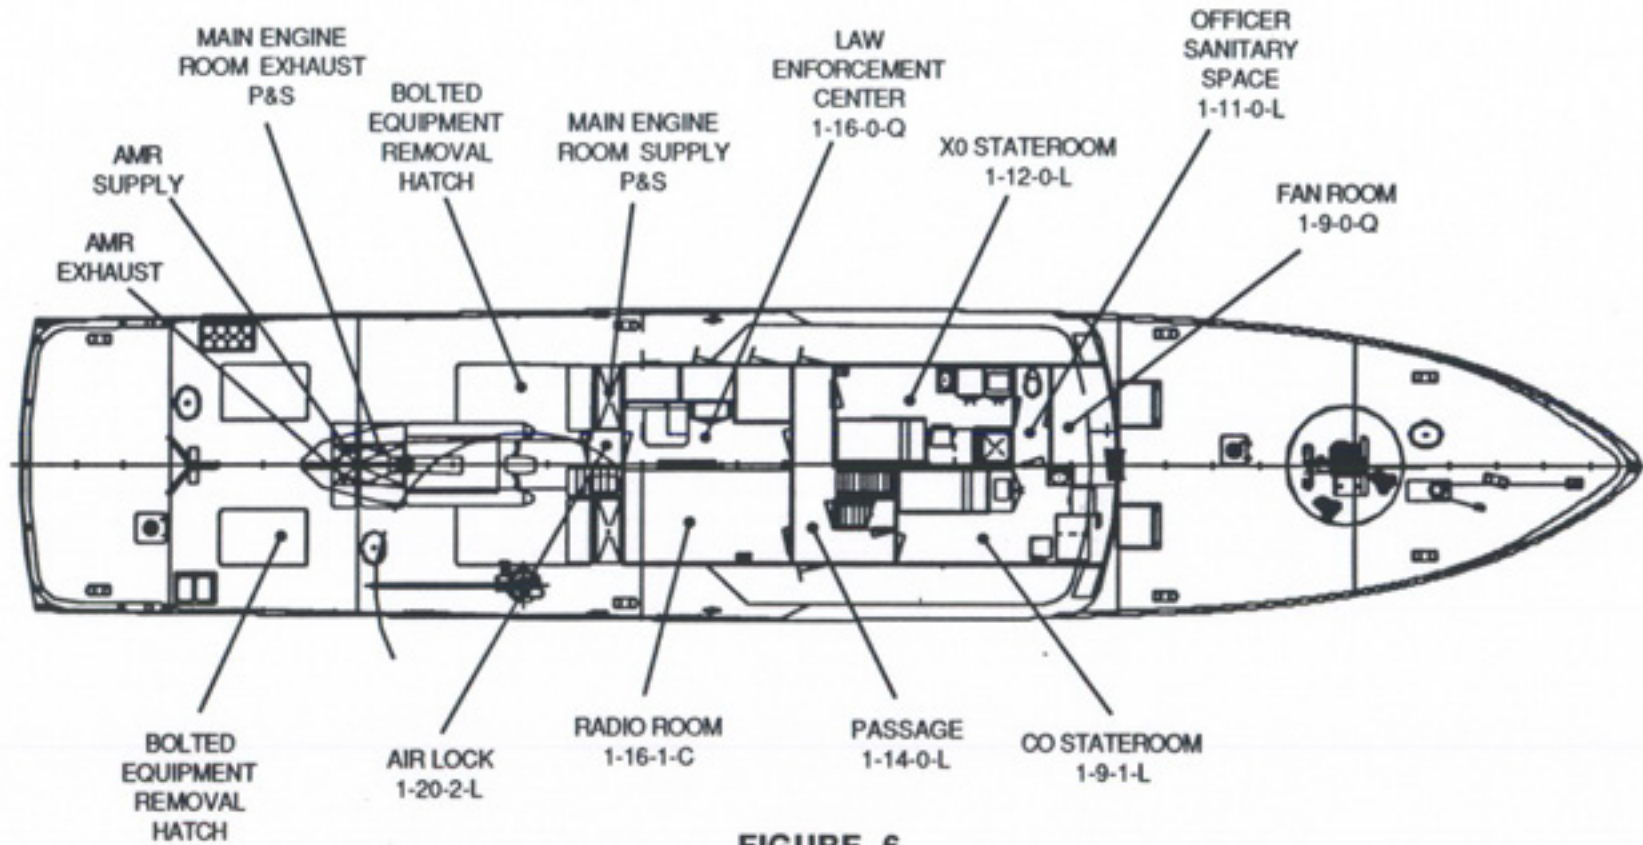 MAIN ENGINE
ROOM EXHAUST
P&S
BOLTED
EQUIPMENT
REMOVAL
HATCH
MAIN ENGINE
ROOM SUPPLY
P&S
LAW
ENFORCEMENT
CENTER
1-16-0-Q
X0 STATEROOM
1-12-0-L
OFFICER
SANITARY
SPACE
1-11-0-L
FAN ROOM
1-9-0-Q
AMR
SUPPLY
AMR
EXHAUST
BOLTED
EQUIPMENT
REMOVAL
HATCH
AIR LOCK
1-20-2-L
RADIO ROOM
1-16-1-C
PASSAGE
1-14-0-L
CO STATEROOM
1-9-1-L
FIGURE 6